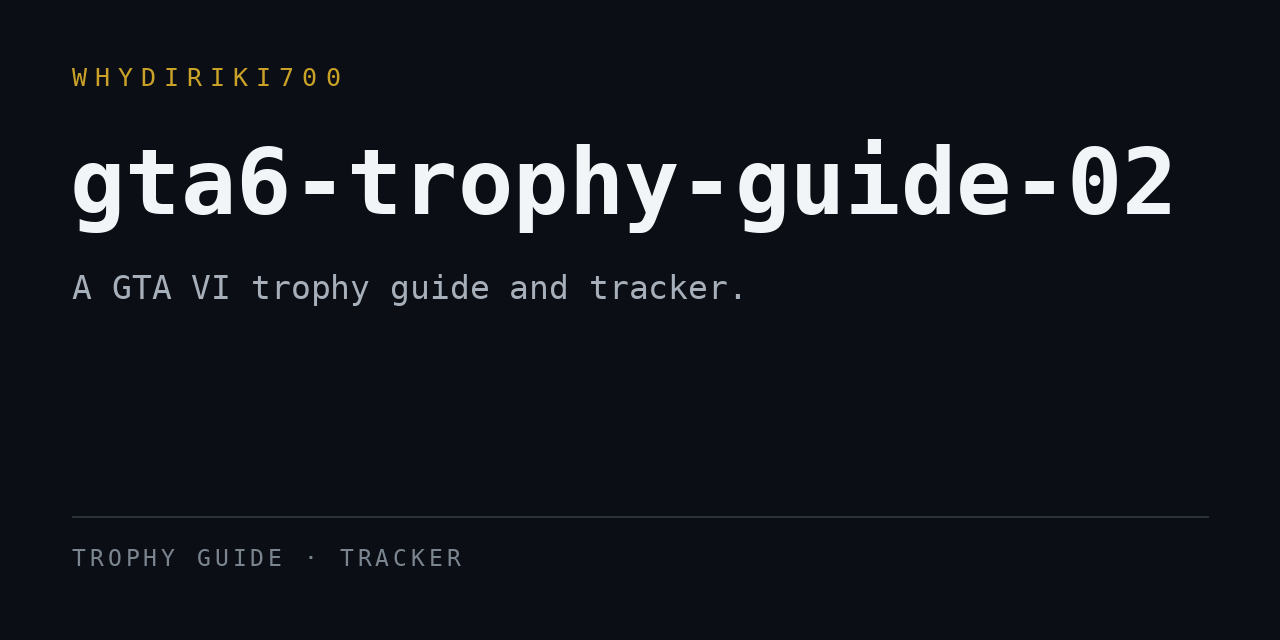 WHYDIRIKI700
gta6-trophy-guide-02
A GTA VI trophy guide and tracker.
TROPHY GUIDE · TRACKER